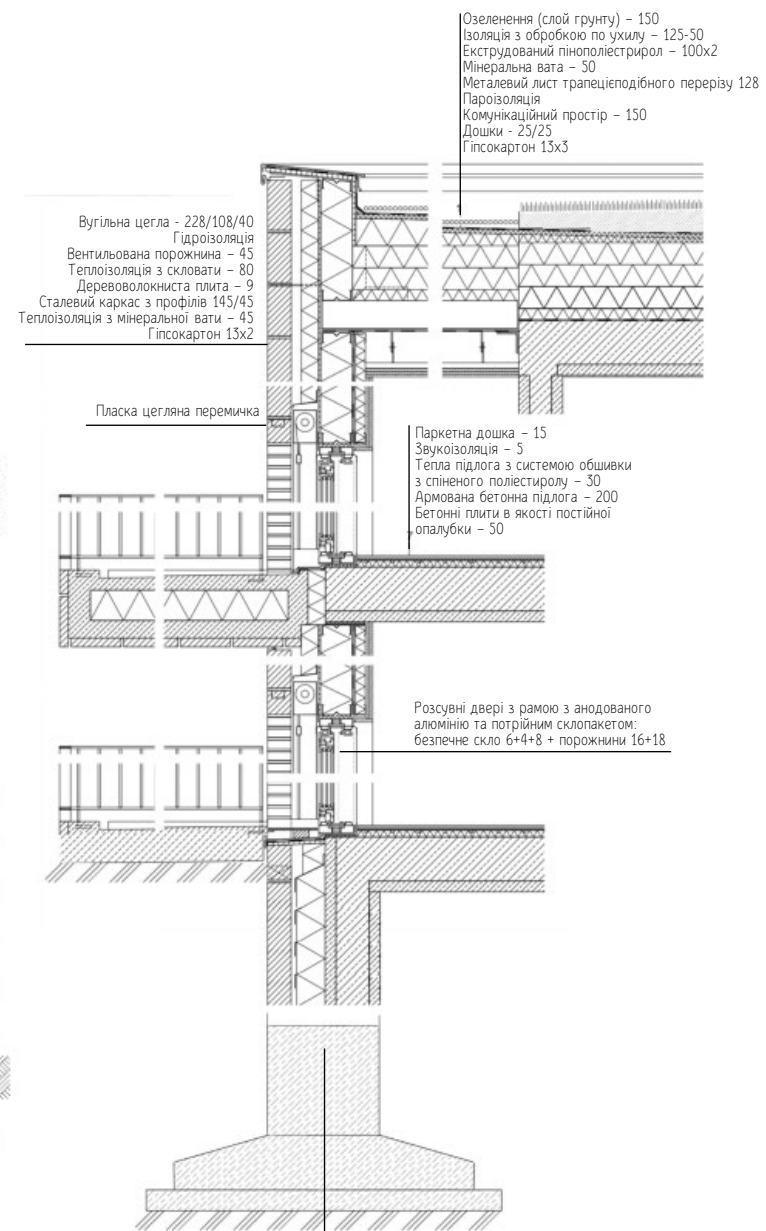 Озеленення (слой грунту) – 150
Ізоляція з обробкою по ухилу – 125-50
Екструдований пінополіестрирол – 100х2
Мінеральна вата – 50
Металевий лист трапецієподібного перерізу 128
Пароізоляція
Комунікаційний простір – 150
Дошки - 25/25
Гіпсокартон 13х3
Вугільна цегла - 228/108/40
Гідроізоляція
Вентильована порожнина – 45
Теплоізоляція з скловати – 80
Деревоволокниста плита – 9
Сталевий каркас з профілів 145/45
Теплоізоляція з мінеральної вати – 45
Гіпсокартон 13х2
Пласка цегляна перемичка
Паркетна дошка – 15
Звукоізоляція – 5
Тепла підлога з системою обшивки
з спіненого поліестиролу – 30
Армована бетонна підлога – 200
Бетонні плити в якості постійної
опалубки – 50
Розсувні двері з рамою з анодованого
алюмінію та потрійним склопакетом:
безпечне скло 6+4+8 + порожнини 16+18